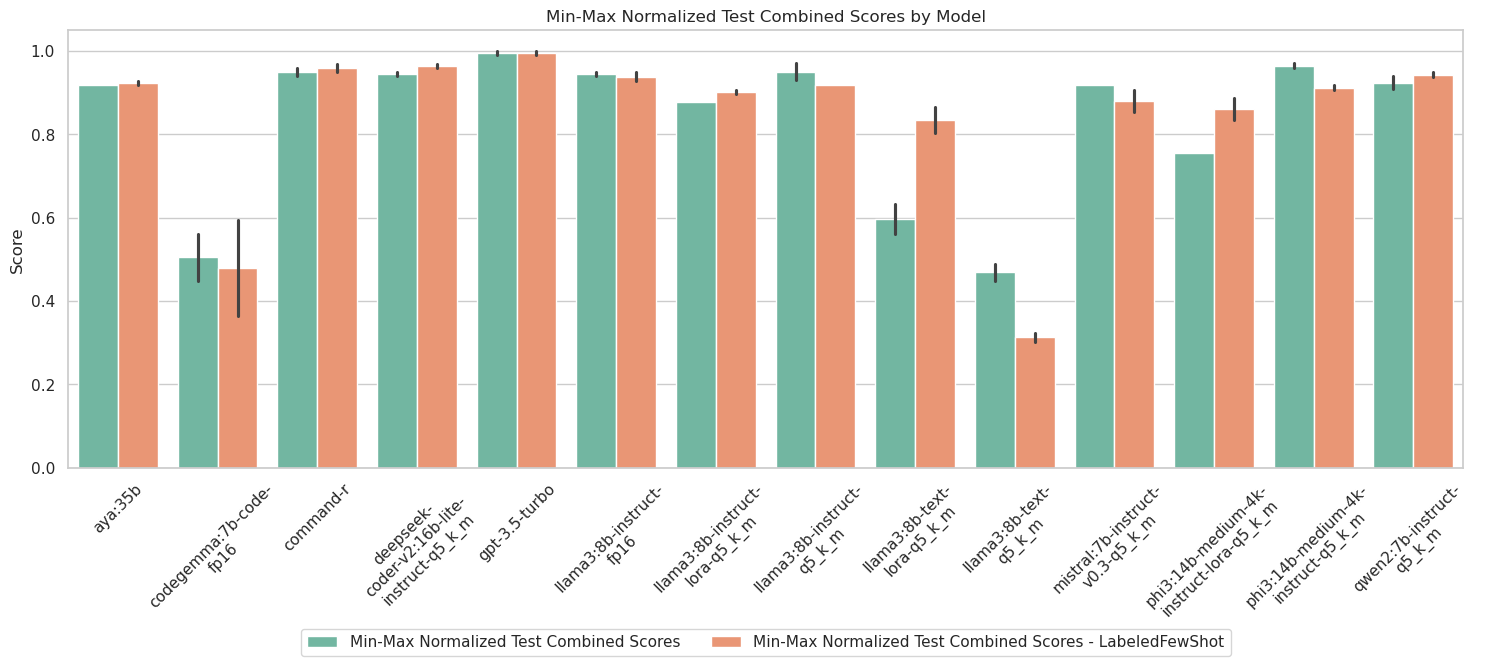 Min-Max Normalized Test Combined Scores by Model
Score
1.0
0.8
0.6
0.4
0.2
0.0
aya:35b
codegemma:7b-code-
fp16
command-r
deepseek-
coder-v2:16b-lite-
instruct-q5_k_m
gpt-3.5-turbo
llama3:8b-instruct-
fp16
llama3:8b-instruct-
lora-q5_k_m
llama3:8b-instruct-
q5_k_m
llama3:8b-text-
lora-q5_k_m
llama3:8b-text-
q5_k_m
mistral:7b-instruct-
v0.3-q5_k_m
phi3:14b-medium-4k-
instruct-lora-q5_k_m
phi3:14b-medium-4k-
instruct-q5_k_m
qwen2:7b-instruct-
q5_k_m
Min-Max Normalized Test Combined Scores
Min-Max Normalized Test Combined Scores - LabeledFewShot